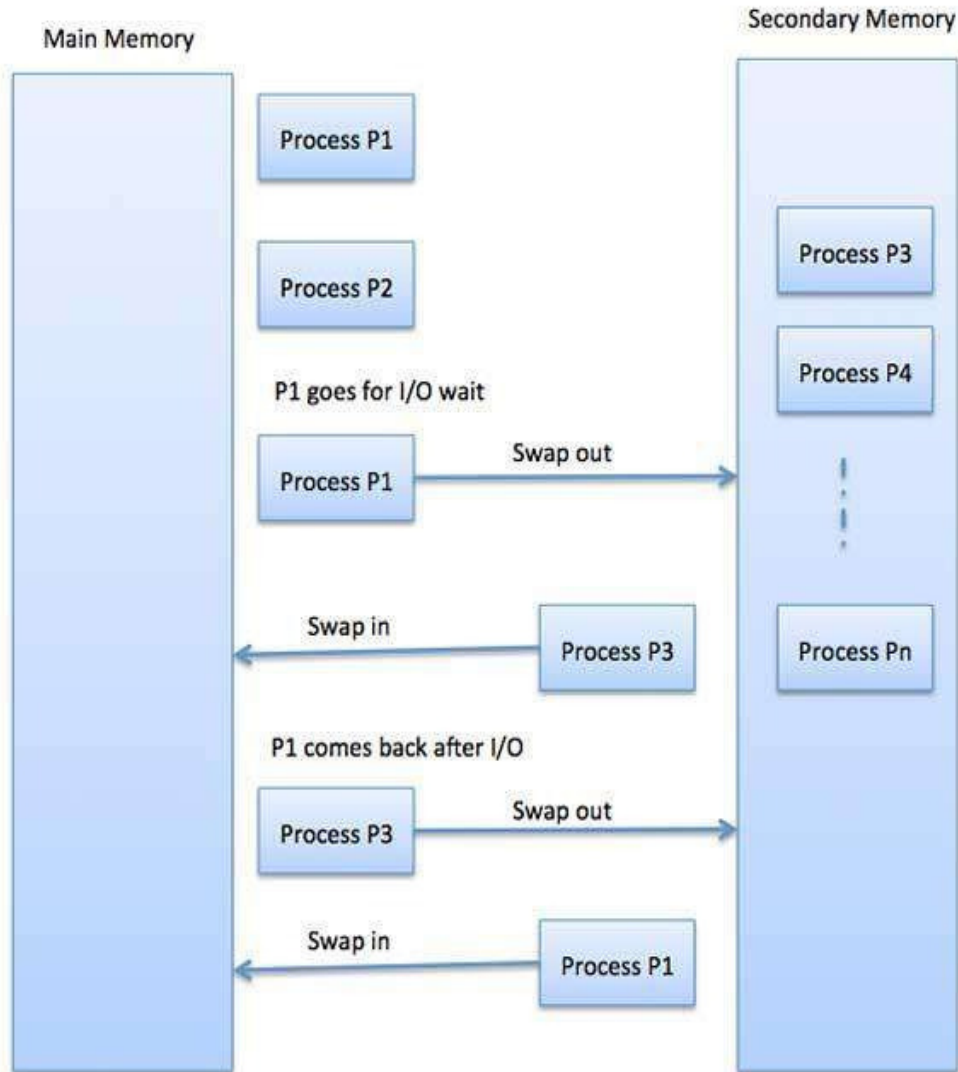 Main Memory
Secondary Memory
Process P1
Process P3
Process P2
Process P4
P1 goes for I/O wait
Process P1
Swap out
Swap in
Process P3
Process Pn
P1 comes back after I/O
Process P3
Swap out
Swap in
Process P1